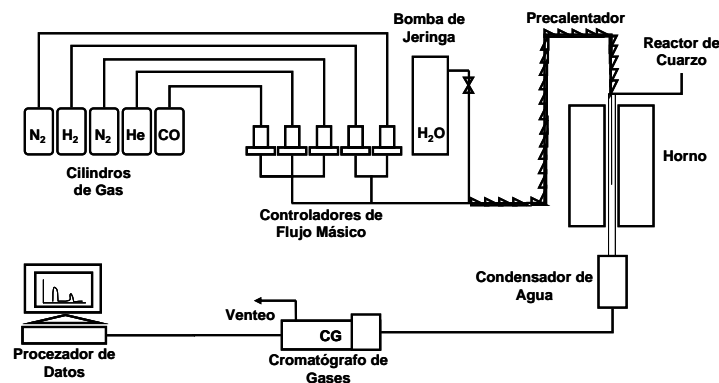 Bomba de
Jeringa
Precalentador
Reactor de
Cuarzo
N2
H2
N2
He
CO
H2O
Cilindros
de Gas
Horno
Controladores de
Flujo Másico
Condensador de
Agua
Venteo
CG
Procezador de
Datos
Cromatógrafo de
Gases